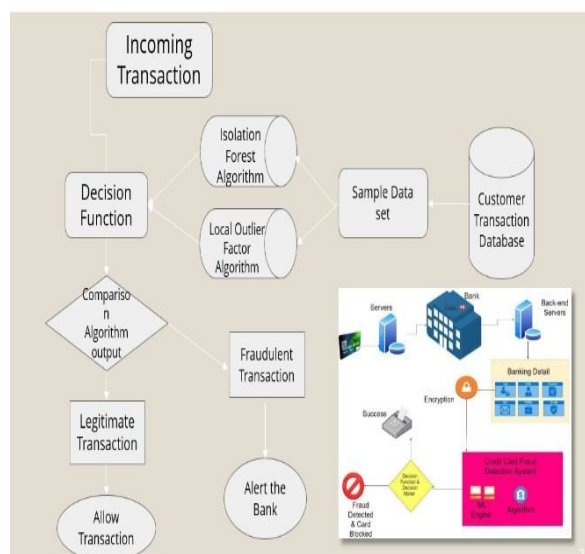 Incoming
Transaction
Isolation
Forest
Algorithm
Decision
Function
Sample Data
set
Customer
Transaction
Database
Local Outlier
Factor
Algorithm
Compariso
n
Algorithm
output
Fraudulent
Transaction
Legitimate
Transaction
Alert the
Bank
Allow
Transaction
Servers
Bank
Back-end
Servers
Banking Detail
Encryption
Success
Credit Card Fraud
Detection System
Decision
Function &
Decision
Maker
ML
Engine
Algorithm
Fraud
Detected
& Card
Blocked